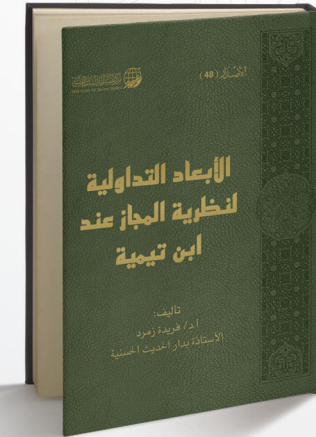 الإصدار (48)
الأبعاد التداولية
لنظرية المجاز عند
ابن تيمية
تأليف:
أ.د/ فريدة زمرد
الأستاذة بدار الحديث الحسنية